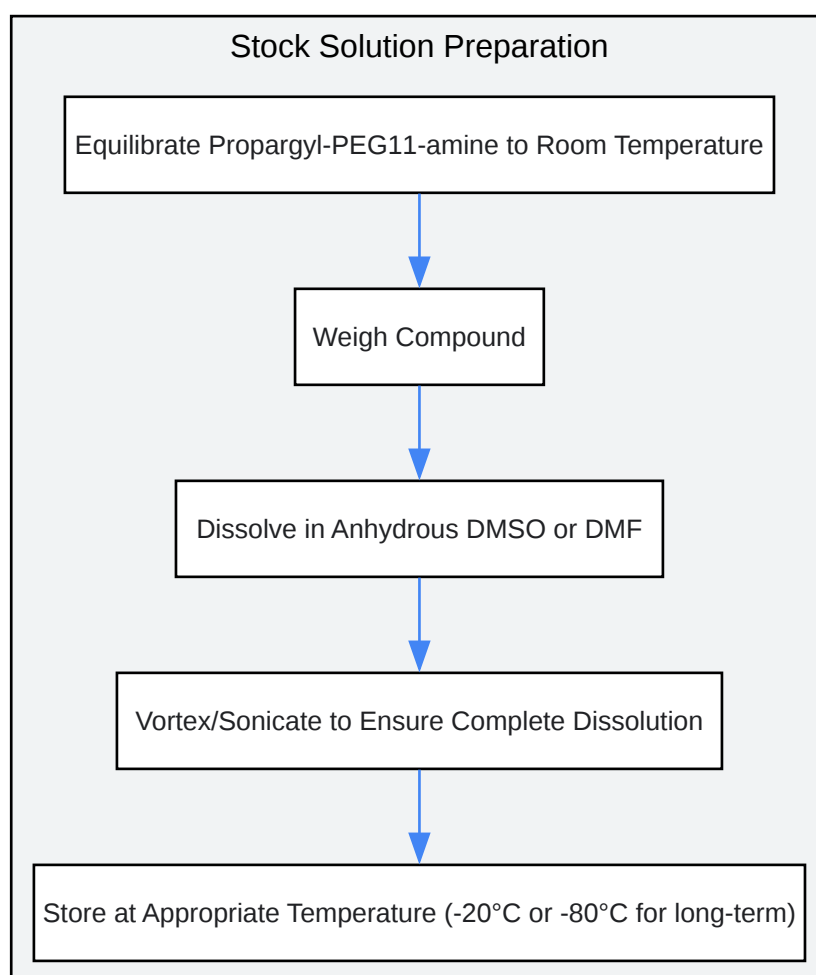 Stock Solution Preparation
Equilibrate Propargyl-PEG11-amine to Room Temperature
Weigh Compound
Dissolve in Anhydrous DMSO or DMF
Vortex/Sonicate to Ensure Complete Dissolution
Store at Appropriate Temperature (-20°C or -80°C for long-term)